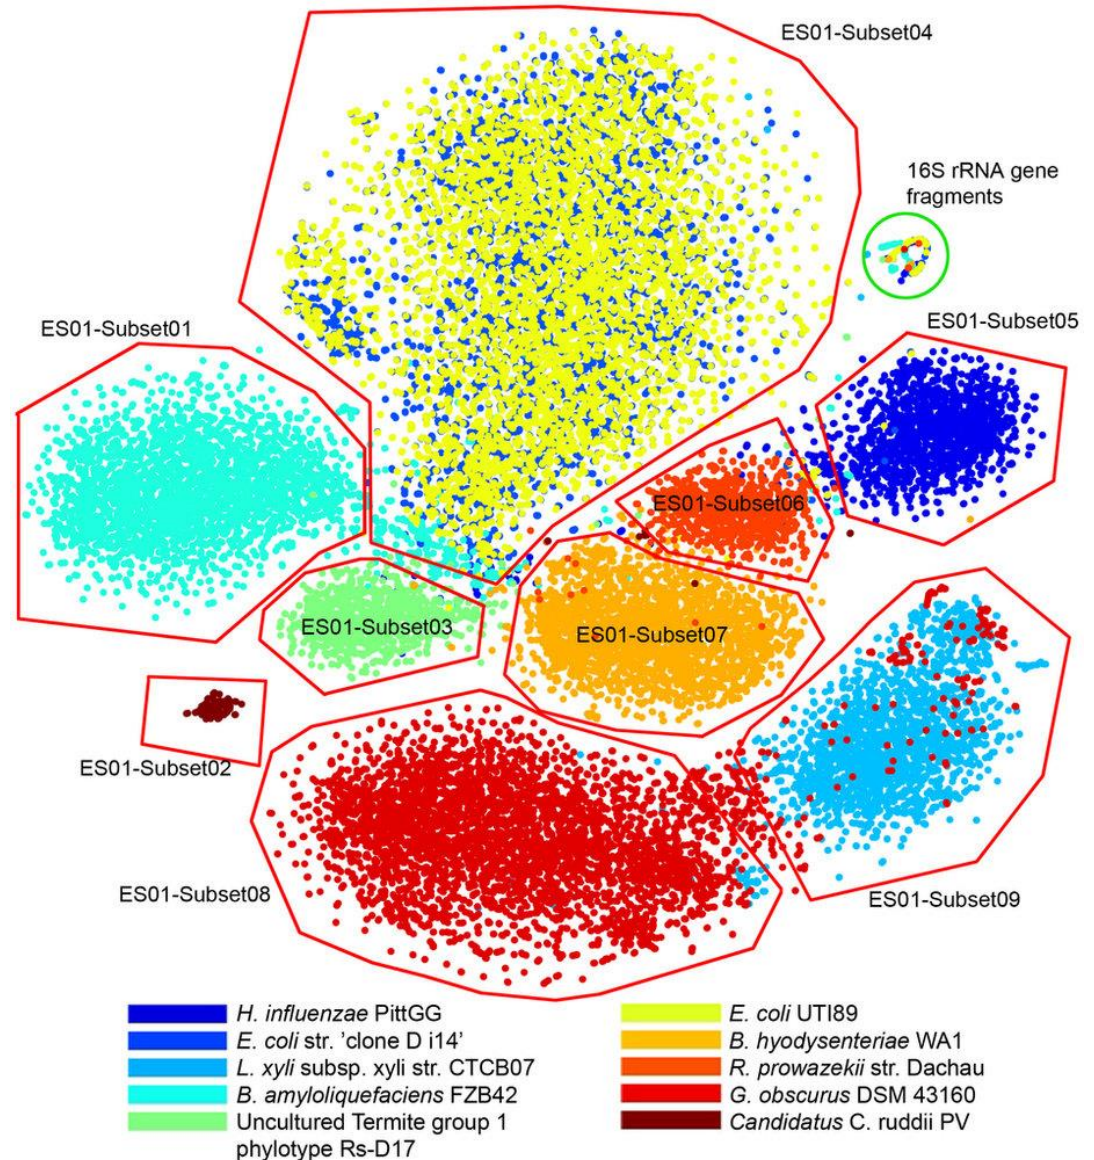 ES01-Subset04
16S rRNA gene
fragments
ES01-Subset01
ES01-Subset05
ES01-Subset06
ES01-Subset03
ES01-Subset07
ES01-Subset02
ES01-Subset08
ES01-Subset09
H. influenzae PittGG
E. coli str. ’clone D i14’
L. xyli subsp. xyli str. CTCB07
B. amyloliquefaciens FZB42
Uncultured Termite group 1
phylotype Rs-D17
E. coli UTI89
B. hyodysenteriae WA1
R. prowazekii str. Dachau
G. obscurus DSM 43160
Candidatus C. ruddii PV